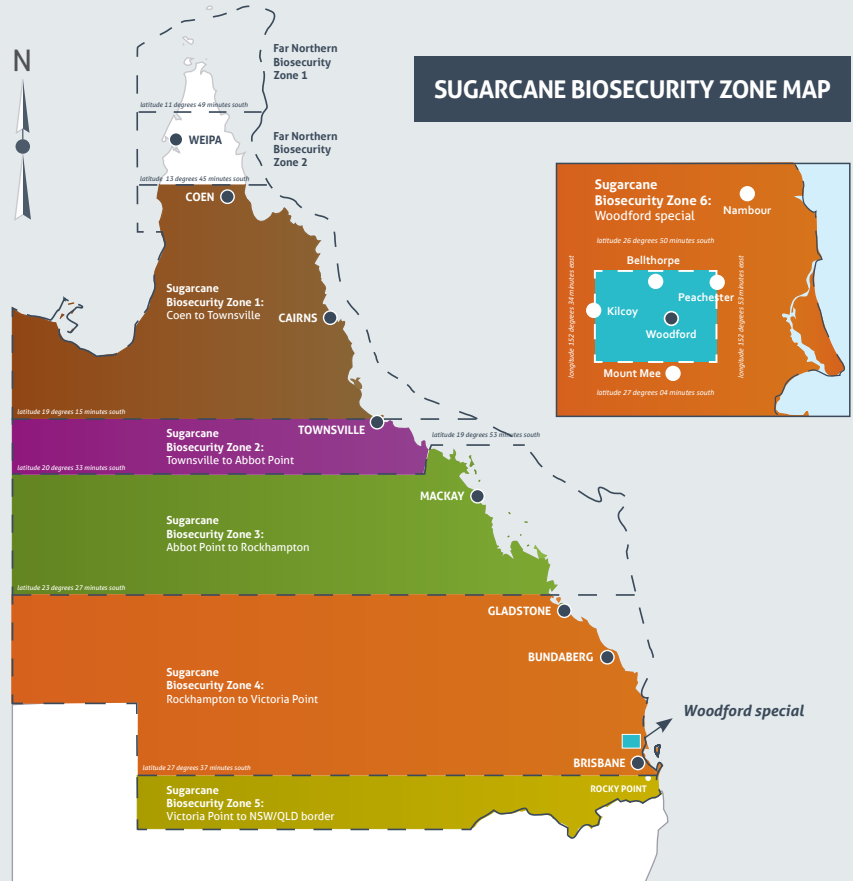 N
SUGARCANE BIOSECURITY ZONE MAP
Far Northern
Biosecurity
Zone 1
latitude 11 degrees 49 minutes south
WEIPA
Far Northern
Biosecurity
Zone 2
latitude 13 degrees 45 minutes south
COEN
Sugarcane
Biosecurity Zone 1:
Coen to Townsville
CAIRNS
latitude 19 degrees 15 minutes south
TOWNSVILLE
latitude 19 degrees 53 minutes south
Sugarcane
Biosecurity Zone 2:
Townsville to Abbot Point
latitude 20 degrees 33 minutes south
MACKAY
Sugarcane
Biosecurity Zone 3:
Abbot Point to Rockhampton
latitude 23 degrees 27 minutes south
GLADSTONE
BUNDABERG
Sugarcane
Biosecurity Zone 4:
Rockhampton to Victoria Point
Woodford special
BRISBANE
latitude 27 degrees 37 minutes south
ROCKY POINT
Sugarcane
Biosecurity Zone 5:
Victoria Point to NSW/QLD border
Sugarcane
Biosecurity Zone 6:
Woodford special
Nambour
latitude 26 degrees 50 minutes south
Bellthorpe
longitude 152 degrees 34 minutes east
longitude 152 degrees 53 minutes east
Peachester
Kilcoy
Woodford
Mount Mee
latitude 27 degrees 04 minutes south